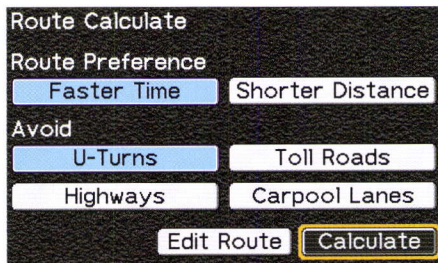 Route Calculate
Route Preference
Faster Time Shorter Distance
Avoid
U-Turns Toll Roads
Highways Carpool Lanes
Edit Route Calculate